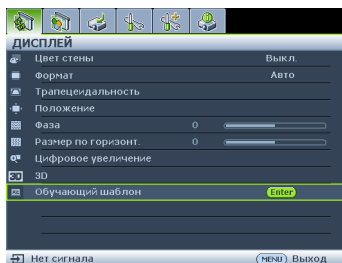 ДИСПЛЕЙ
Цвет стены Выкл.
Формат Авто
Трапецеидальность
Положение
Фаза 0
Размер по горизонт. 0
Цифровое увеличение
3D 3D
Обучающий шаблон Enter
Нет сигнала MENU Выход